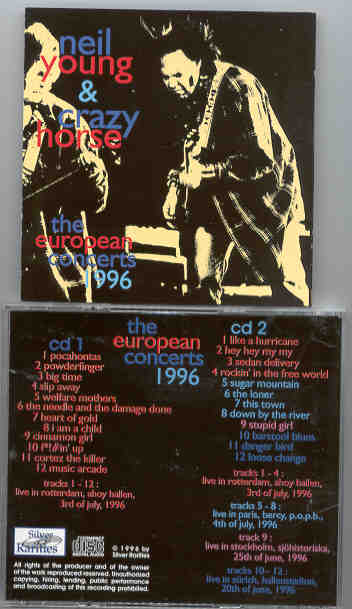 neil
young
&
crazy
horse
the
european
concerts
1996
cd 1
1 pocahontas
2 powderfinger
3 big time
4 slip away
5 welfare mothers
6 the needle and the damage done
7 heart of gold
8 i am a child
9 cinnamon girl
10 f*!#in' up
11 cortez the killer
12 music arcade
tracks 1 - 12 :
live in rotterdam, ahoy hallen,
3rd of july, 1996
the
european
concerts
1996
cd 2
1 like a hurricane
2 hey hey my my
3 sedan delivery
4 rockin' in the free world
5 sugar mountain
6 the loner
7 this town
8 down by the river
9 stupid girl
10 barstool blues
11 danger bird
12 loose change
tracks 1 - 4 :
live in rotterdam, ahoy hallen,
3rd of july, 1996
tracks 5 - 8 :
live in paris, bercy, p.o.p.b.,
4th of july, 1996
track 9 :
live in stockholm, sjöhistoriska,
25th of june, 1996
tracks 10 - 12 :
live in zürich, hallenstadion,
20th of june, 1996
Silver
Rarities
COMPACT
disc
© 1996 by
Silver Rarities
All rights of the producer and of the owner
of the work reproduced reserved. Unauthorised
copying, hiring, lending, public performance
and broadcasting of this recording prohibited.